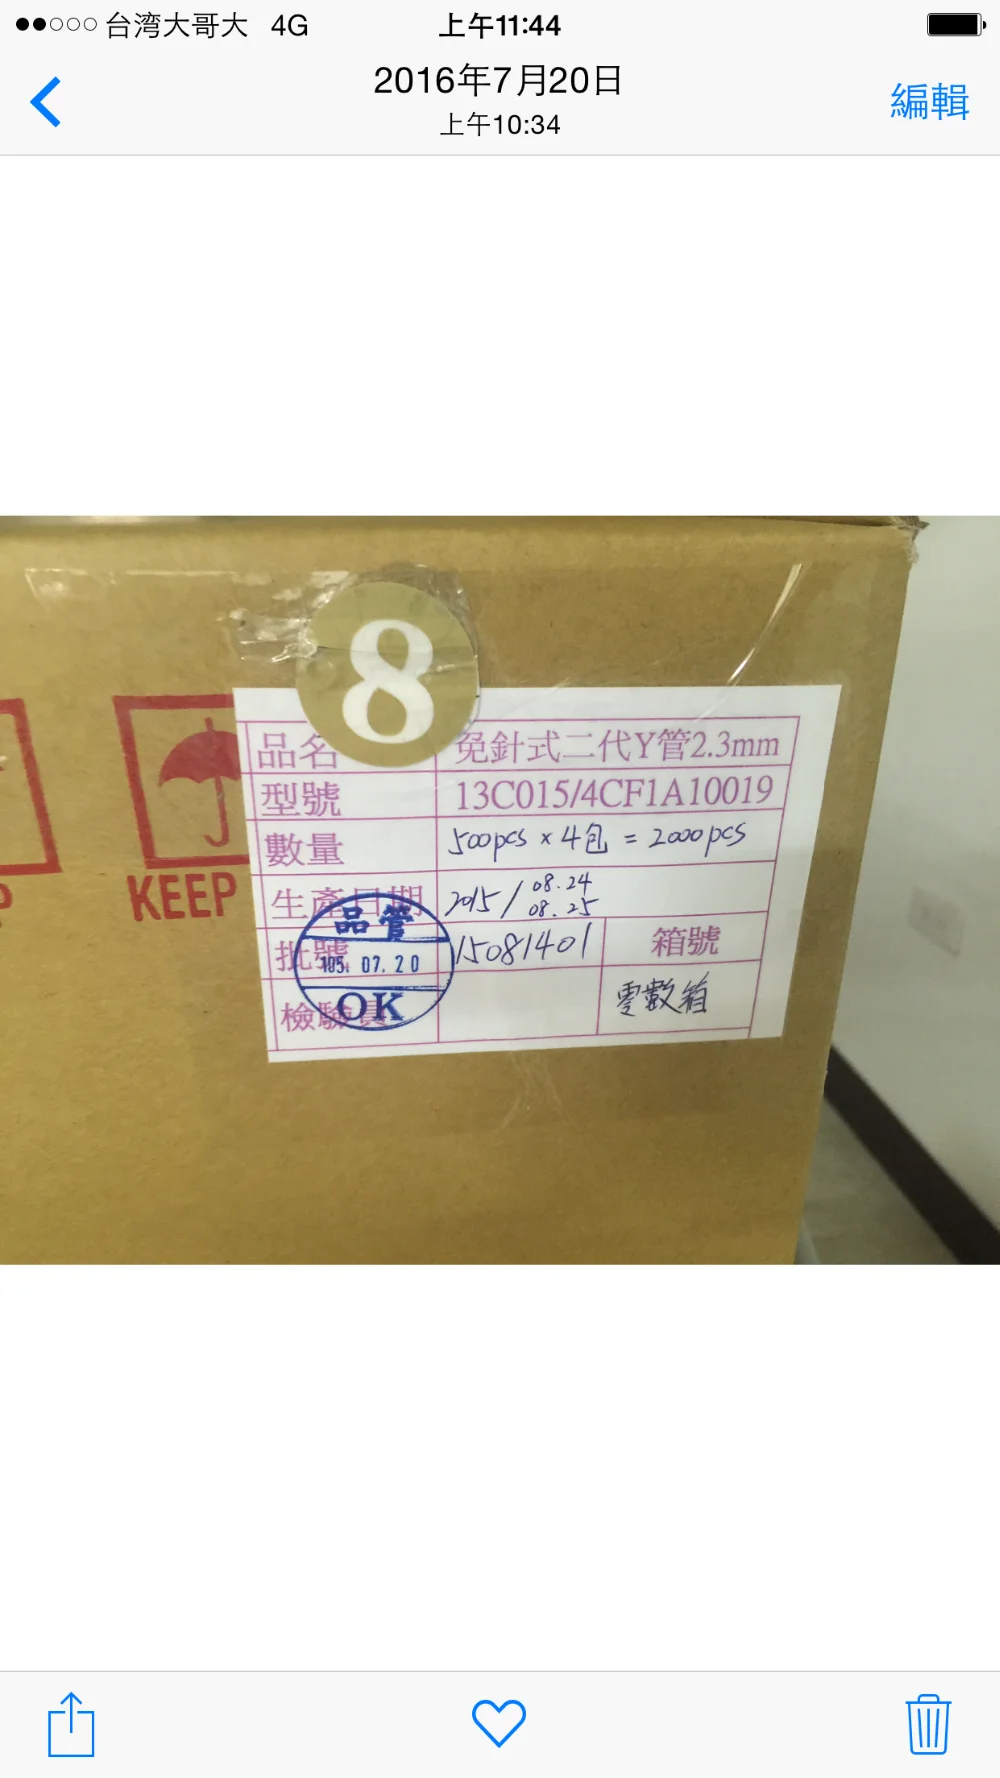 台湾大哥大 4G 上午11:44
2016年7月20日
上午10:34
編輯
8
品名 免針式二代Y管2.3mm
型號 13C015/4CF1A10019
數量 500pcs × 4包 = 2000pcs
生產日期 2015/ 08.24
08.25
批號 15081401 箱號
檢驗員 零數箱
品管
105. 07. 20
OK
KEEP
P